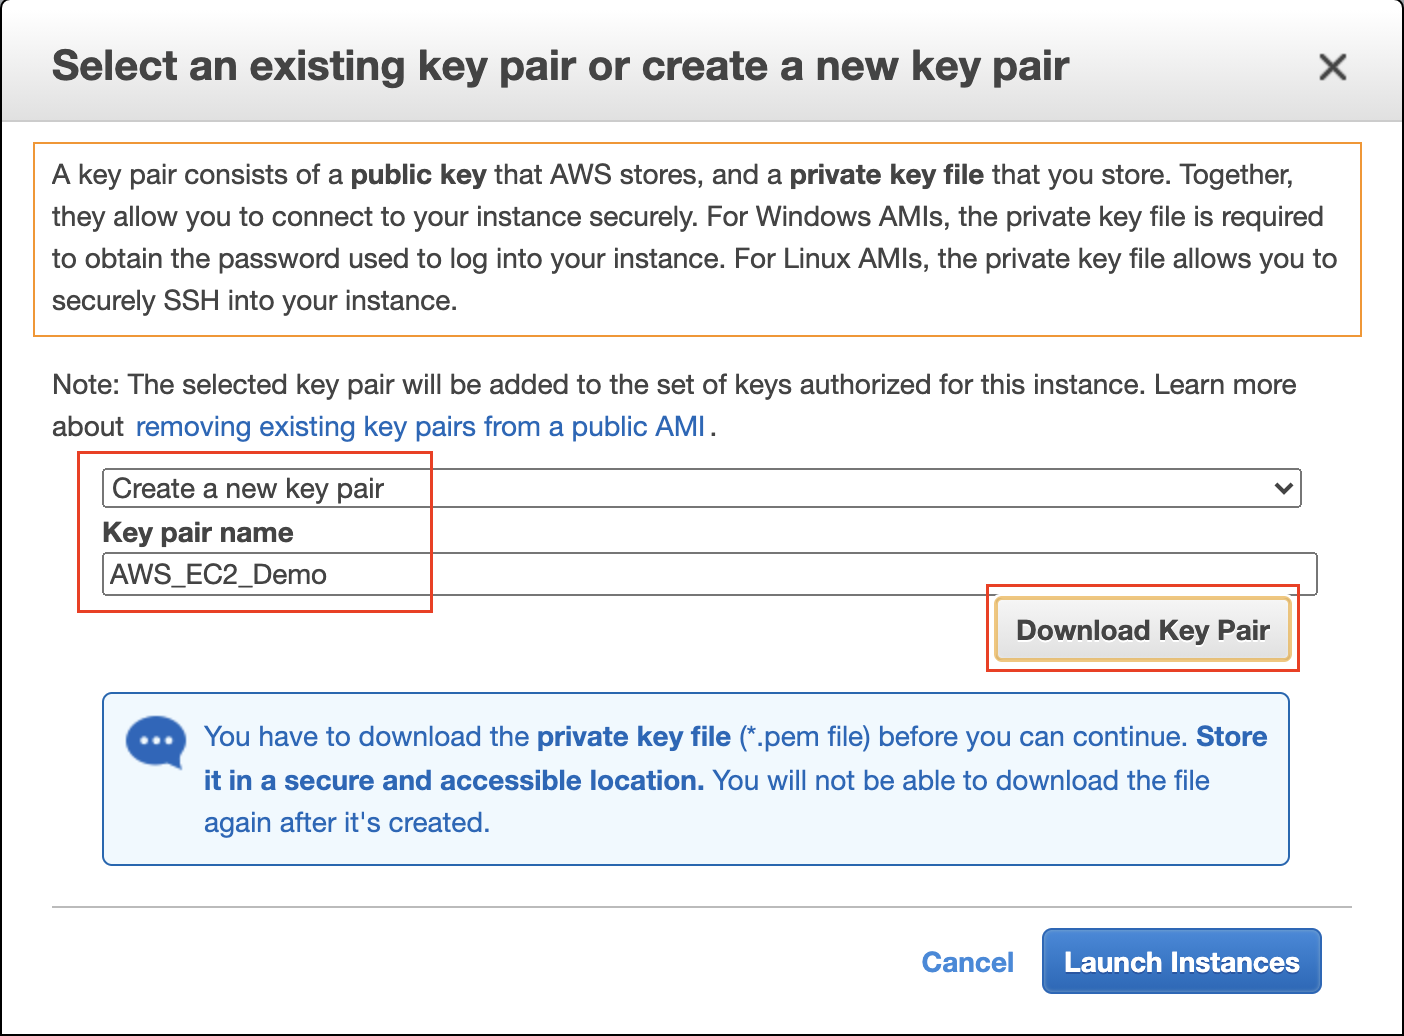 Select an existing key pair or create a new key pair
A key pair consists of a public key that AWS stores, and a private key file that you store. Together,
they allow you to connect to your instance securely. For Windows AMIs, the private key file is required
to obtain the password used to log into your instance. For Linux AMIs, the private key file allows you to
securely SSH into your instance.
Note: The selected key pair will be added to the set of keys authorized for this instance. Learn more
about removing existing key pairs from a public AMI .
Create a new key pair
Key pair name
AWS_EC2_Demo
Download Key Pair
You have to download the private key file (*.pem file) before you can continue. Store
it in a secure and accessible location. You will not be able to download the file
again after it's created.
Cancel Launch Instances